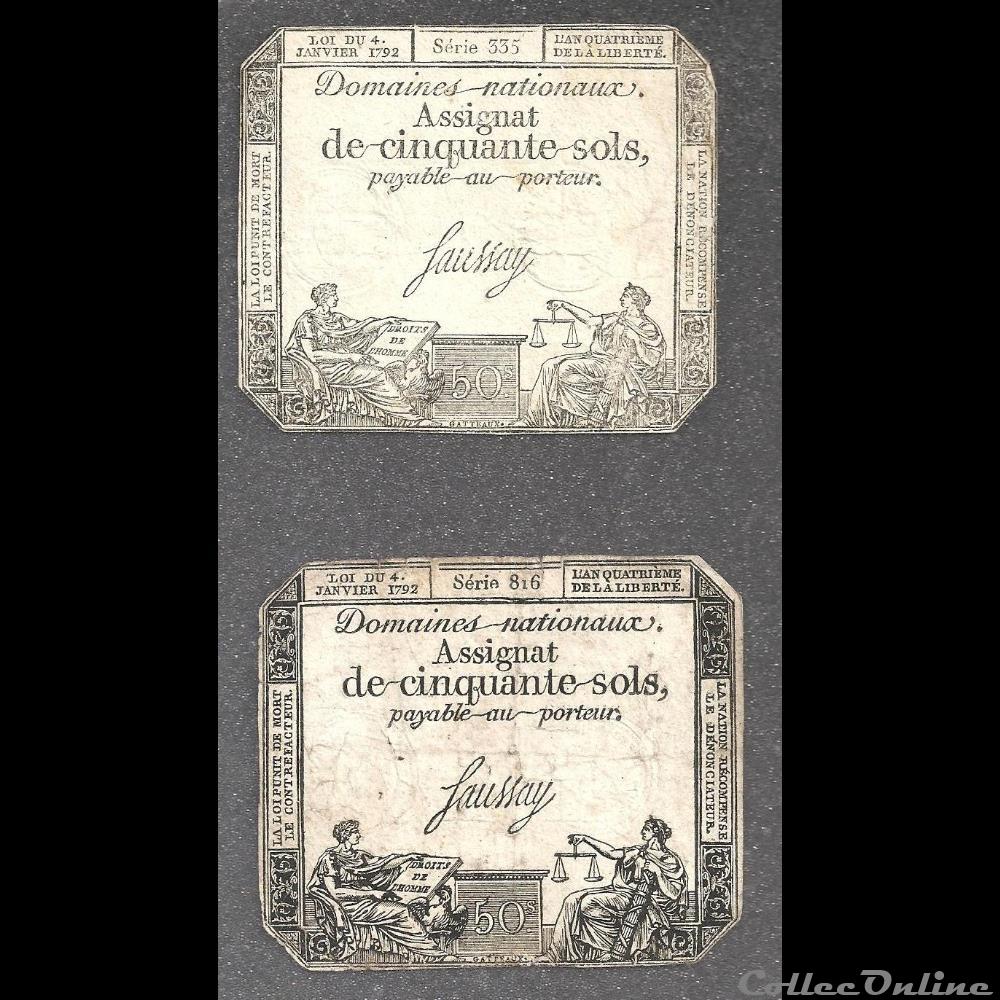 LOI DU 4.
JANVIER 1792
Série 335
L'AN QUATRIÈME
DE LA LIBERTÉ.
Domaines nationaux.
Assignat
de cinquante sols,
payable au porteur.
LA LOI PUNIT DE MORT
LE CONTREFACTEUR.
LA NATION RÉCOMPENSE
LE DÉNONCIATEUR.
Saussay
DROITS
DE
L'HOMME
50s
GATTEAUX
LOI DU 4.
JANVIER 1792
Série 816
L'AN QUATRIÈME
DE LA LIBERTÉ.
Domaines nationaux.
Assignat
de cinquante sols,
payable au porteur.
LA LOI PUNIT DE MORT
LE CONTREFACTEUR.
LA NATION RÉCOMPENSE
LE DÉNONCIATEUR.
Saussay
DROITS
DE
L'HOMME
50s
GATTEAUX
CollecOnline